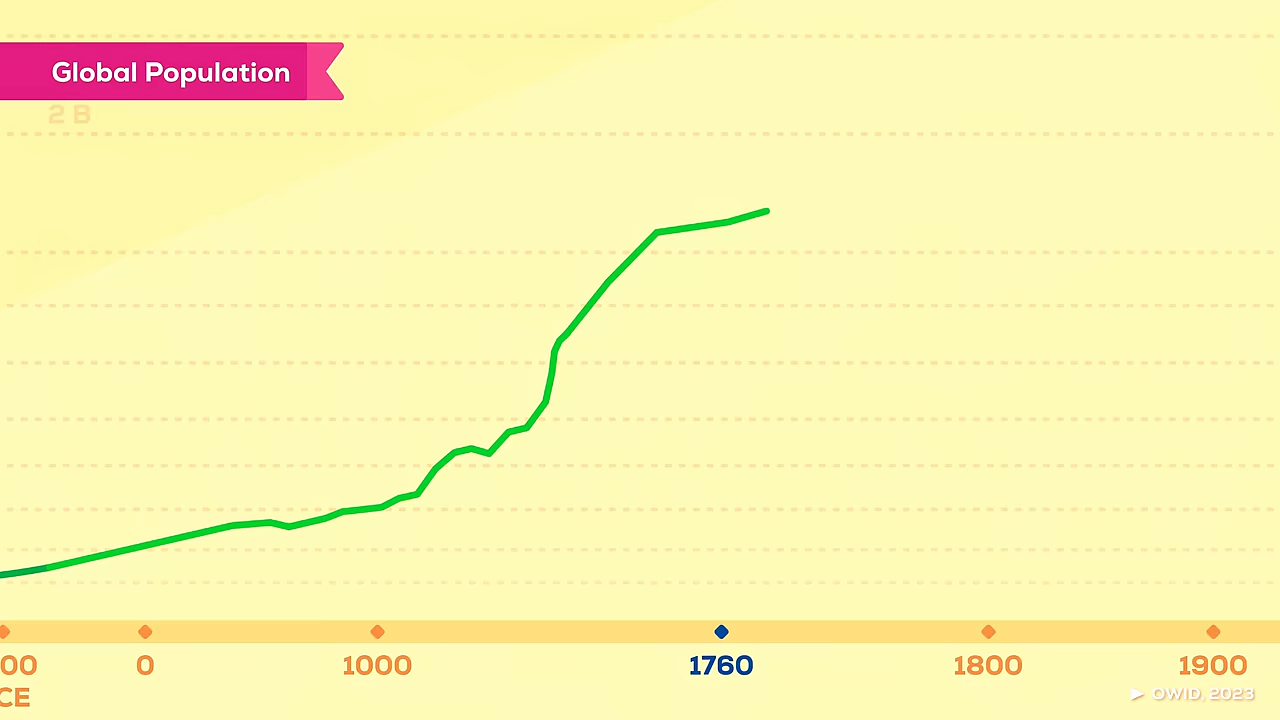 Global Population
2 B
00 0 1000 1760 1800 1900
CE
▶ OWID, 2023